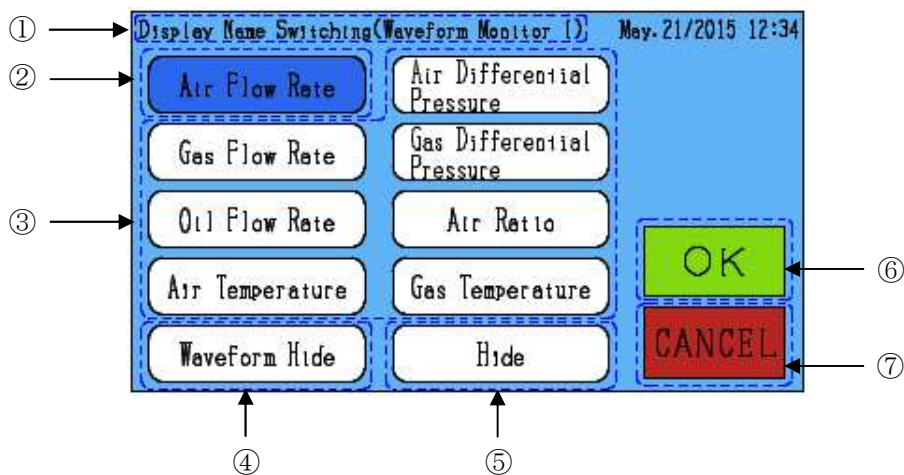 ① Display Name Switching(Waveform Monitor 1) May.21/2015 12:34
② Air Flow Rate Air Differential
Pressure
Gas Flow Rate Gas Differential
Pressure
③ Oil Flow Rate Air Ratio
OK ⑥
Air Temperature Gas Temperature
Waveform Hide Hide CANCEL ⑦
④ ⑤